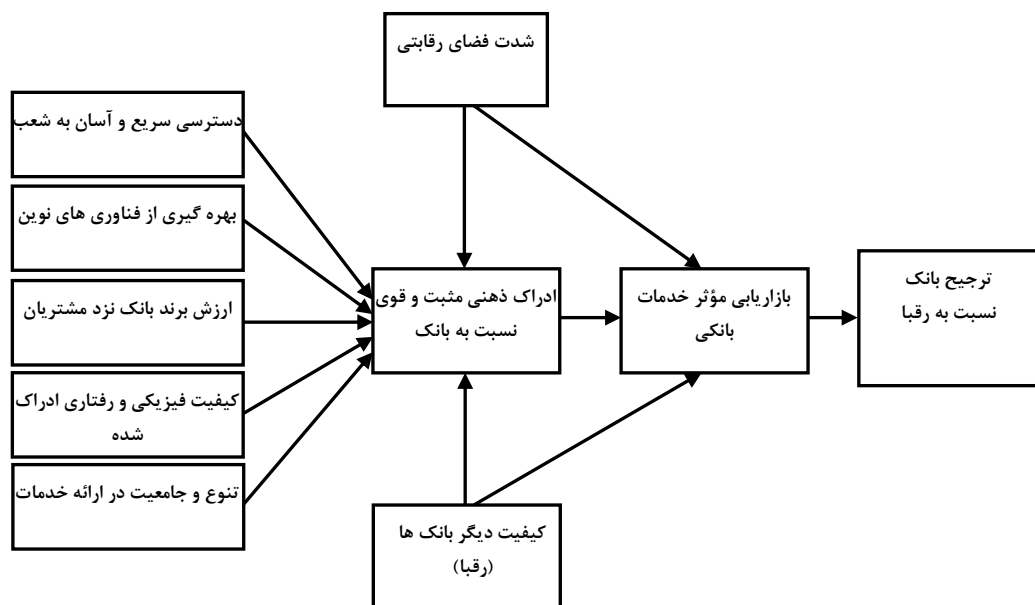 شدت فضای رقابتی
دسترسی سریع و آسان به شعب
بهره گیری از فناوری های نوین
ارزش برند بانک نزد مشتریان
کیفیت فیزیکی و رفتاری ادراک
شده
تنوع و جامعیت در ارائه خدمات
ادراک ذهنی مثبت و قوی
نسبت به بانک
بازاریابی مؤثر خدمات
بانکی
ترجیح بانک
نسبت به رقبا
کیفیت دیگر بانک ها
(رقبا)